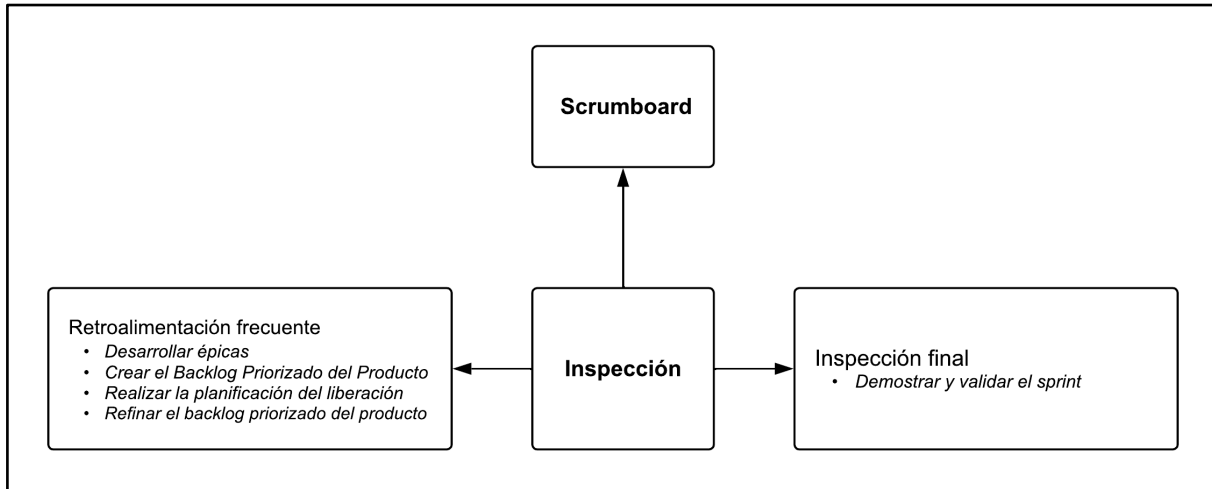 Scrumboard
Retroalimentación frecuente
• Desarrollar épicas
• Crear el Backlog Priorizado del Producto
• Realizar la planificación del liberación
• Refinar el backlog priorizado del producto
Inspección
Inspección final
• Demostrar y validar el sprint